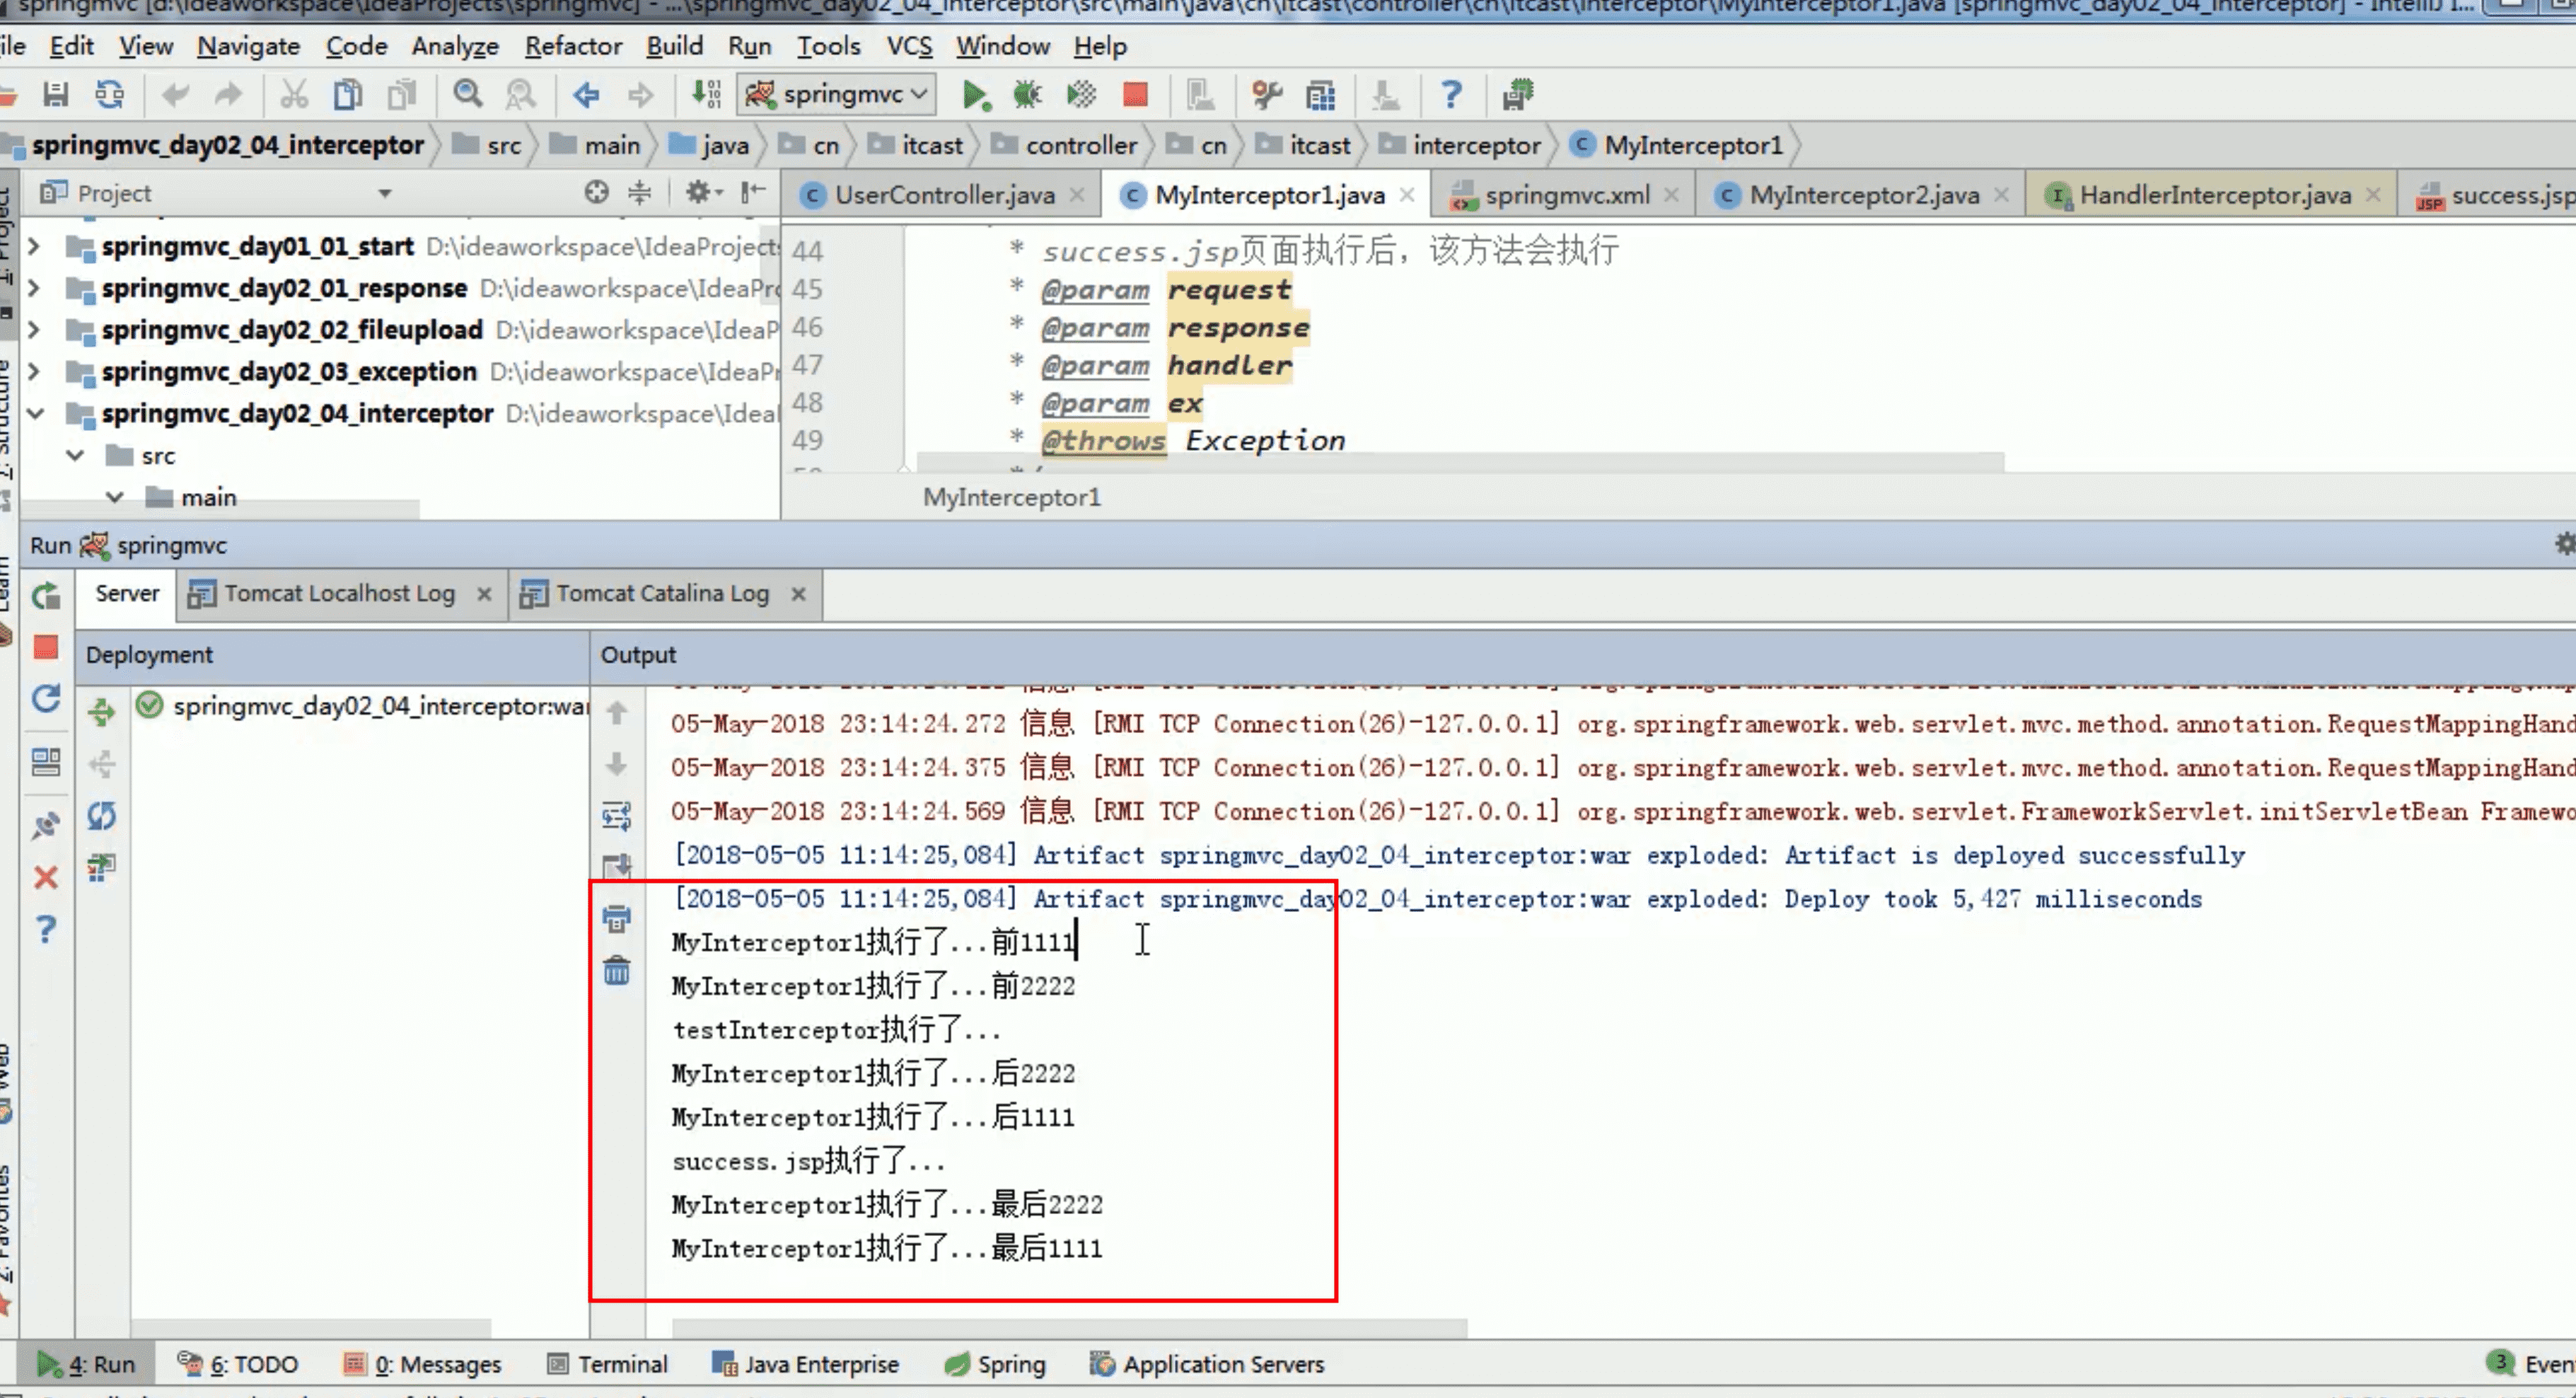 springmvc [d:\ideaworkspace\IdeaProjects\springmvc] - ...\springmvc_day02_04_interceptor\src\main\java\cn\itcast\controller\cn\itcast\interceptor\MyInterceptor1.java [springmvc_day02_04_interceptor] - IntelliJ I...
Edit View Navigate Code Analyze Refactor Build Run Tools VCS Window Help
springmvc
springmvc_day02_04_interceptor src main java cn itcast controller cn itcast interceptor MyInterceptor1
Project
UserController.java MyInterceptor1.java springmvc.xml MyInterceptor2.java HandlerInterceptor.java success.jsp
springmvc_day01_01_start D:\ideaworkspace\IdeaProject
springmvc_day02_01_response D:\ideaworkspace\IdeaPr
springmvc_day02_02_fileupload D:\ideaworkspace\IdeaP
springmvc_day02_03_exception D:\ideaworkspace\IdeaP
springmvc_day02_04_interceptor D:\ideaworkspace\Idea
src
main
44 * success.jsp页面执行后，该方法会执行
45 * @param request
46 * @param response
47 * @param handler
48 * @param ex
49 * @throws Exception
*/
MyInterceptor1
Run springmvc
Server Tomcat Localhost Log Tomcat Catalina Log
Deployment
Output
springmvc_day02_04_interceptor:wa
05-May-2018 23:14:24.272 信息 [RMI TCP Connection(26)-127.0.0.1] org.springframework.web.servlet.mvc.method.annotation.RequestMappingHand
05-May-2018 23:14:24.375 信息 [RMI TCP Connection(26)-127.0.0.1] org.springframework.web.servlet.mvc.method.annotation.RequestMappingHand
05-May-2018 23:14:24.569 信息 [RMI TCP Connection(26)-127.0.0.1] org.springframework.web.servlet.FrameworkServlet.initServletBean Framewo
[2018-05-05 11:14:25,084] Artifact springmvc_day02_04_interceptor:war exploded: Artifact is deployed successfully
[2018-05-05 11:14:25,084] Artifact springmvc_day02_04_interceptor:war exploded: Deploy took 5,427 milliseconds
MyInterceptor1执行了...前1111
MyInterceptor1执行了...前2222
testInterceptor执行了...
MyInterceptor1执行了...后2222
MyInterceptor1执行了...后1111
success.jsp执行了...
MyInterceptor1执行了...最后2222
MyInterceptor1执行了...最后1111
4: Run 6: TODO 0: Messages Terminal Java Enterprise Spring Application Servers 3 Even
Z: Structure
Learn
Web
2: Favorites